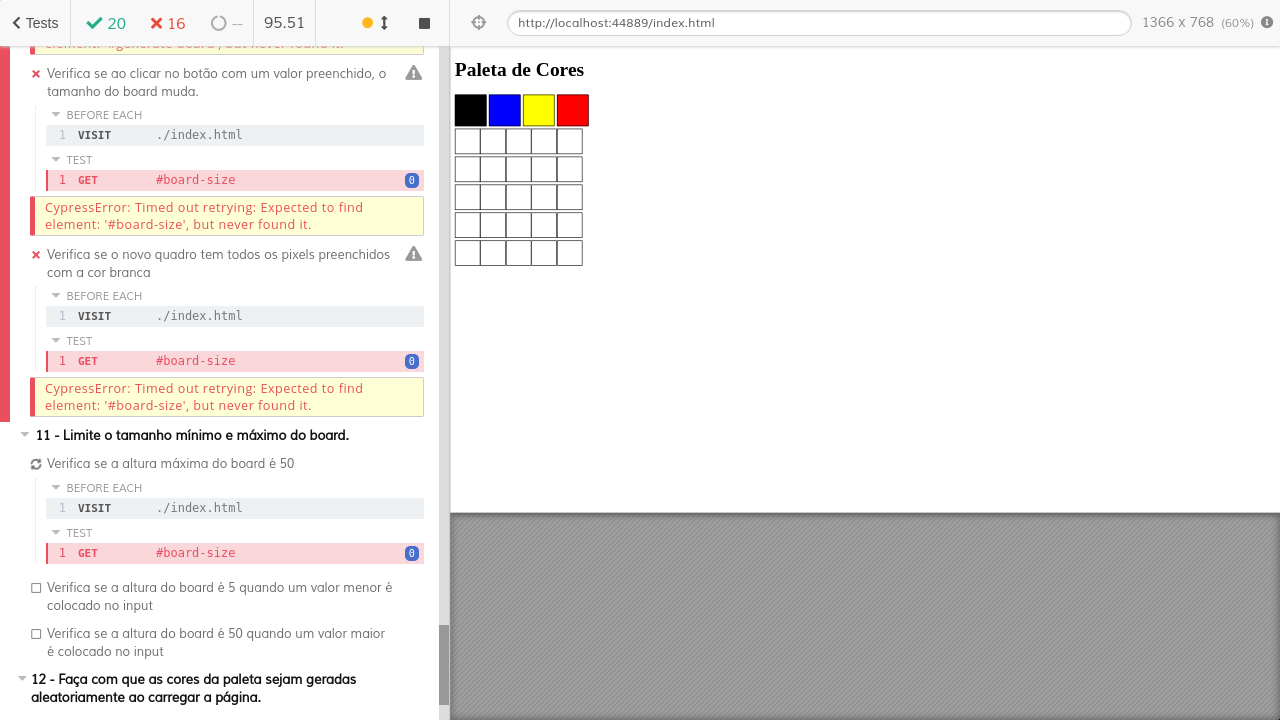 Tests 20 16 -- 95.51 http://localhost:44889/index.html 1366 x 768 (60%)
element: '#generate-board', but never found it.
Verifica se ao clicar no botão com um valor preenchido, o
tamanho do board muda.
BEFORE EACH
1 VISIT ./index.html
TEST
1 GET #board-size 0
CypressError: Timed out retrying: Expected to find
element: '#board-size', but never found it.
Verifica se o novo quadro tem todos os pixels preenchidos
com a cor branca
BEFORE EACH
1 VISIT ./index.html
TEST
1 GET #board-size 0
CypressError: Timed out retrying: Expected to find
element: '#board-size', but never found it.
11 - Limite o tamanho mínimo e máximo do board.
Verifica se a altura máxima do board é 50
BEFORE EACH
1 VISIT ./index.html
TEST
1 GET #board-size 0
Verifica se a altura do board é 5 quando um valor menor é
colocado no input
Verifica se a altura do board é 50 quando um valor maior
é colocado no input
12 - Faça com que as cores da paleta sejam geradas
aleatoriamente ao carregar a página.
Paleta de Cores